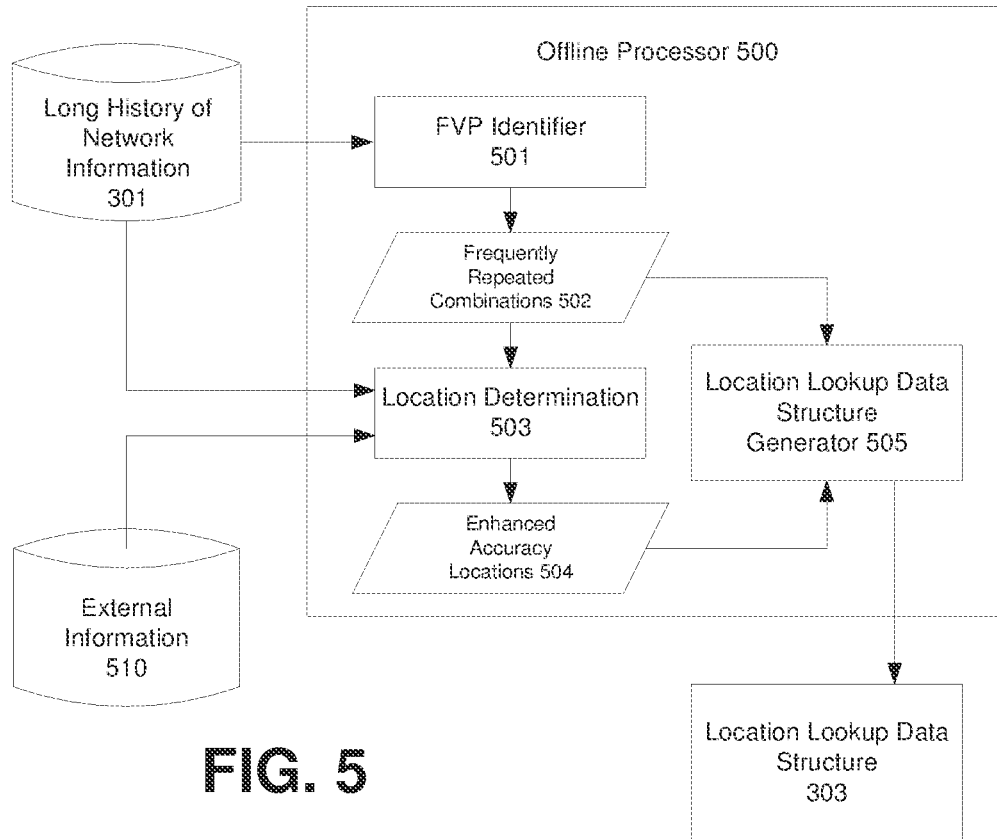 Offline Processor 500
Long History of
Network
Information
301
FVP Identifier
501
Frequently
Repeated
Combinations 502
Location Determination
503
Location Lookup Data
Structure
Generator 505
Enhanced
Accuracy
Locations 504
External
Information
510
Location Lookup Data
Structure
303
FIG. 5